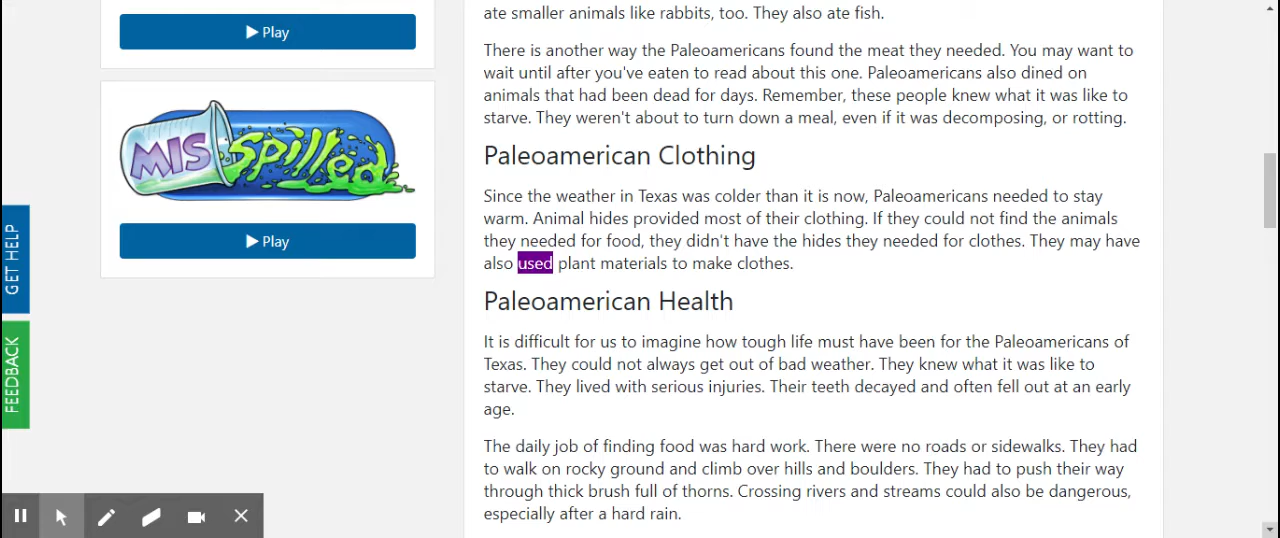 Play
MIS spilled
Play
GET HELP
FEEDBACK
ate smaller animals like rabbits, too. They also ate fish.
There is another way the Paleoamericans found the meat they needed. You may want to
wait until after you've eaten to read about this one. Paleoamericans also dined on
animals that had been dead for days. Remember, these people knew what it was like to
starve. They weren't about to turn down a meal, even if it was decomposing, or rotting.
Paleoamerican Clothing
Since the weather in Texas was colder than it is now, Paleoamericans needed to stay
warm. Animal hides provided most of their clothing. If they could not find the animals
they needed for food, they didn't have the hides they needed for clothes. They may have
also used plant materials to make clothes.
Paleoamerican Health
It is difficult for us to imagine how tough life must have been for the Paleoamericans of
Texas. They could not always get out of bad weather. They knew what it was like to
starve. They lived with serious injuries. Their teeth decayed and often fell out at an early
age.
The daily job of finding food was hard work. There were no roads or sidewalks. They had
to walk on rocky ground and climb over hills and boulders. They had to push their way
through thick brush full of thorns. Crossing rivers and streams could also be dangerous,
especially after a hard rain.